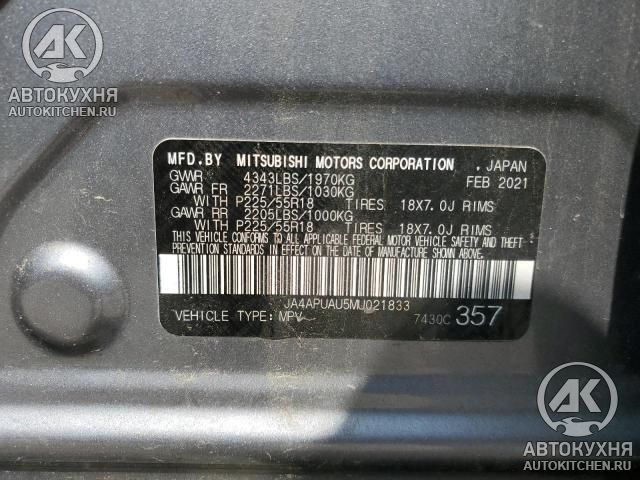 АК
АВТОКУХНЯ
AUTOKITCHEN.RU
MFD.BY MITSUBISHI MOTORS CORPORATION , JAPAN
GVWR 4343LBS/1970KG FEB 2021
GAWR FR 2271LBS/1030KG
WITH P225/55R18 TIRES 18X7.0J RIMS
GAWR RR 2205LBS/1000KG
WITH P225/55R18 TIRES 18X7.0J RIMS
THIS VEHICLE CONFORMS TO ALL APPLICABLE FEDERAL MOTOR VEHICLE SAFETY AND THEFT-
PREVENTION STANDARDS IN EFFECT ON THE DATE OF MANUFACTURE SHOWN ABOVE.
JA4APUAU5MU021833
VEHICLE TYPE: MPV 7430C 357
АК
АВТОКУХНЯ
AUTOKITCHEN.RU